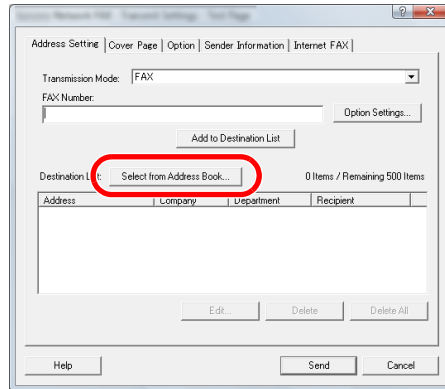 Address Setting Cover Page Option Sender Information Internet FAX
Transmission Mode: FAX
FAX Number:
Option Settings...
Add to Destination List
Destination Select from Address Book... 0 Items / Remaining 500 Items
Address Company Department Recipient
Edit... Delete Delete All
Help Send Cancel